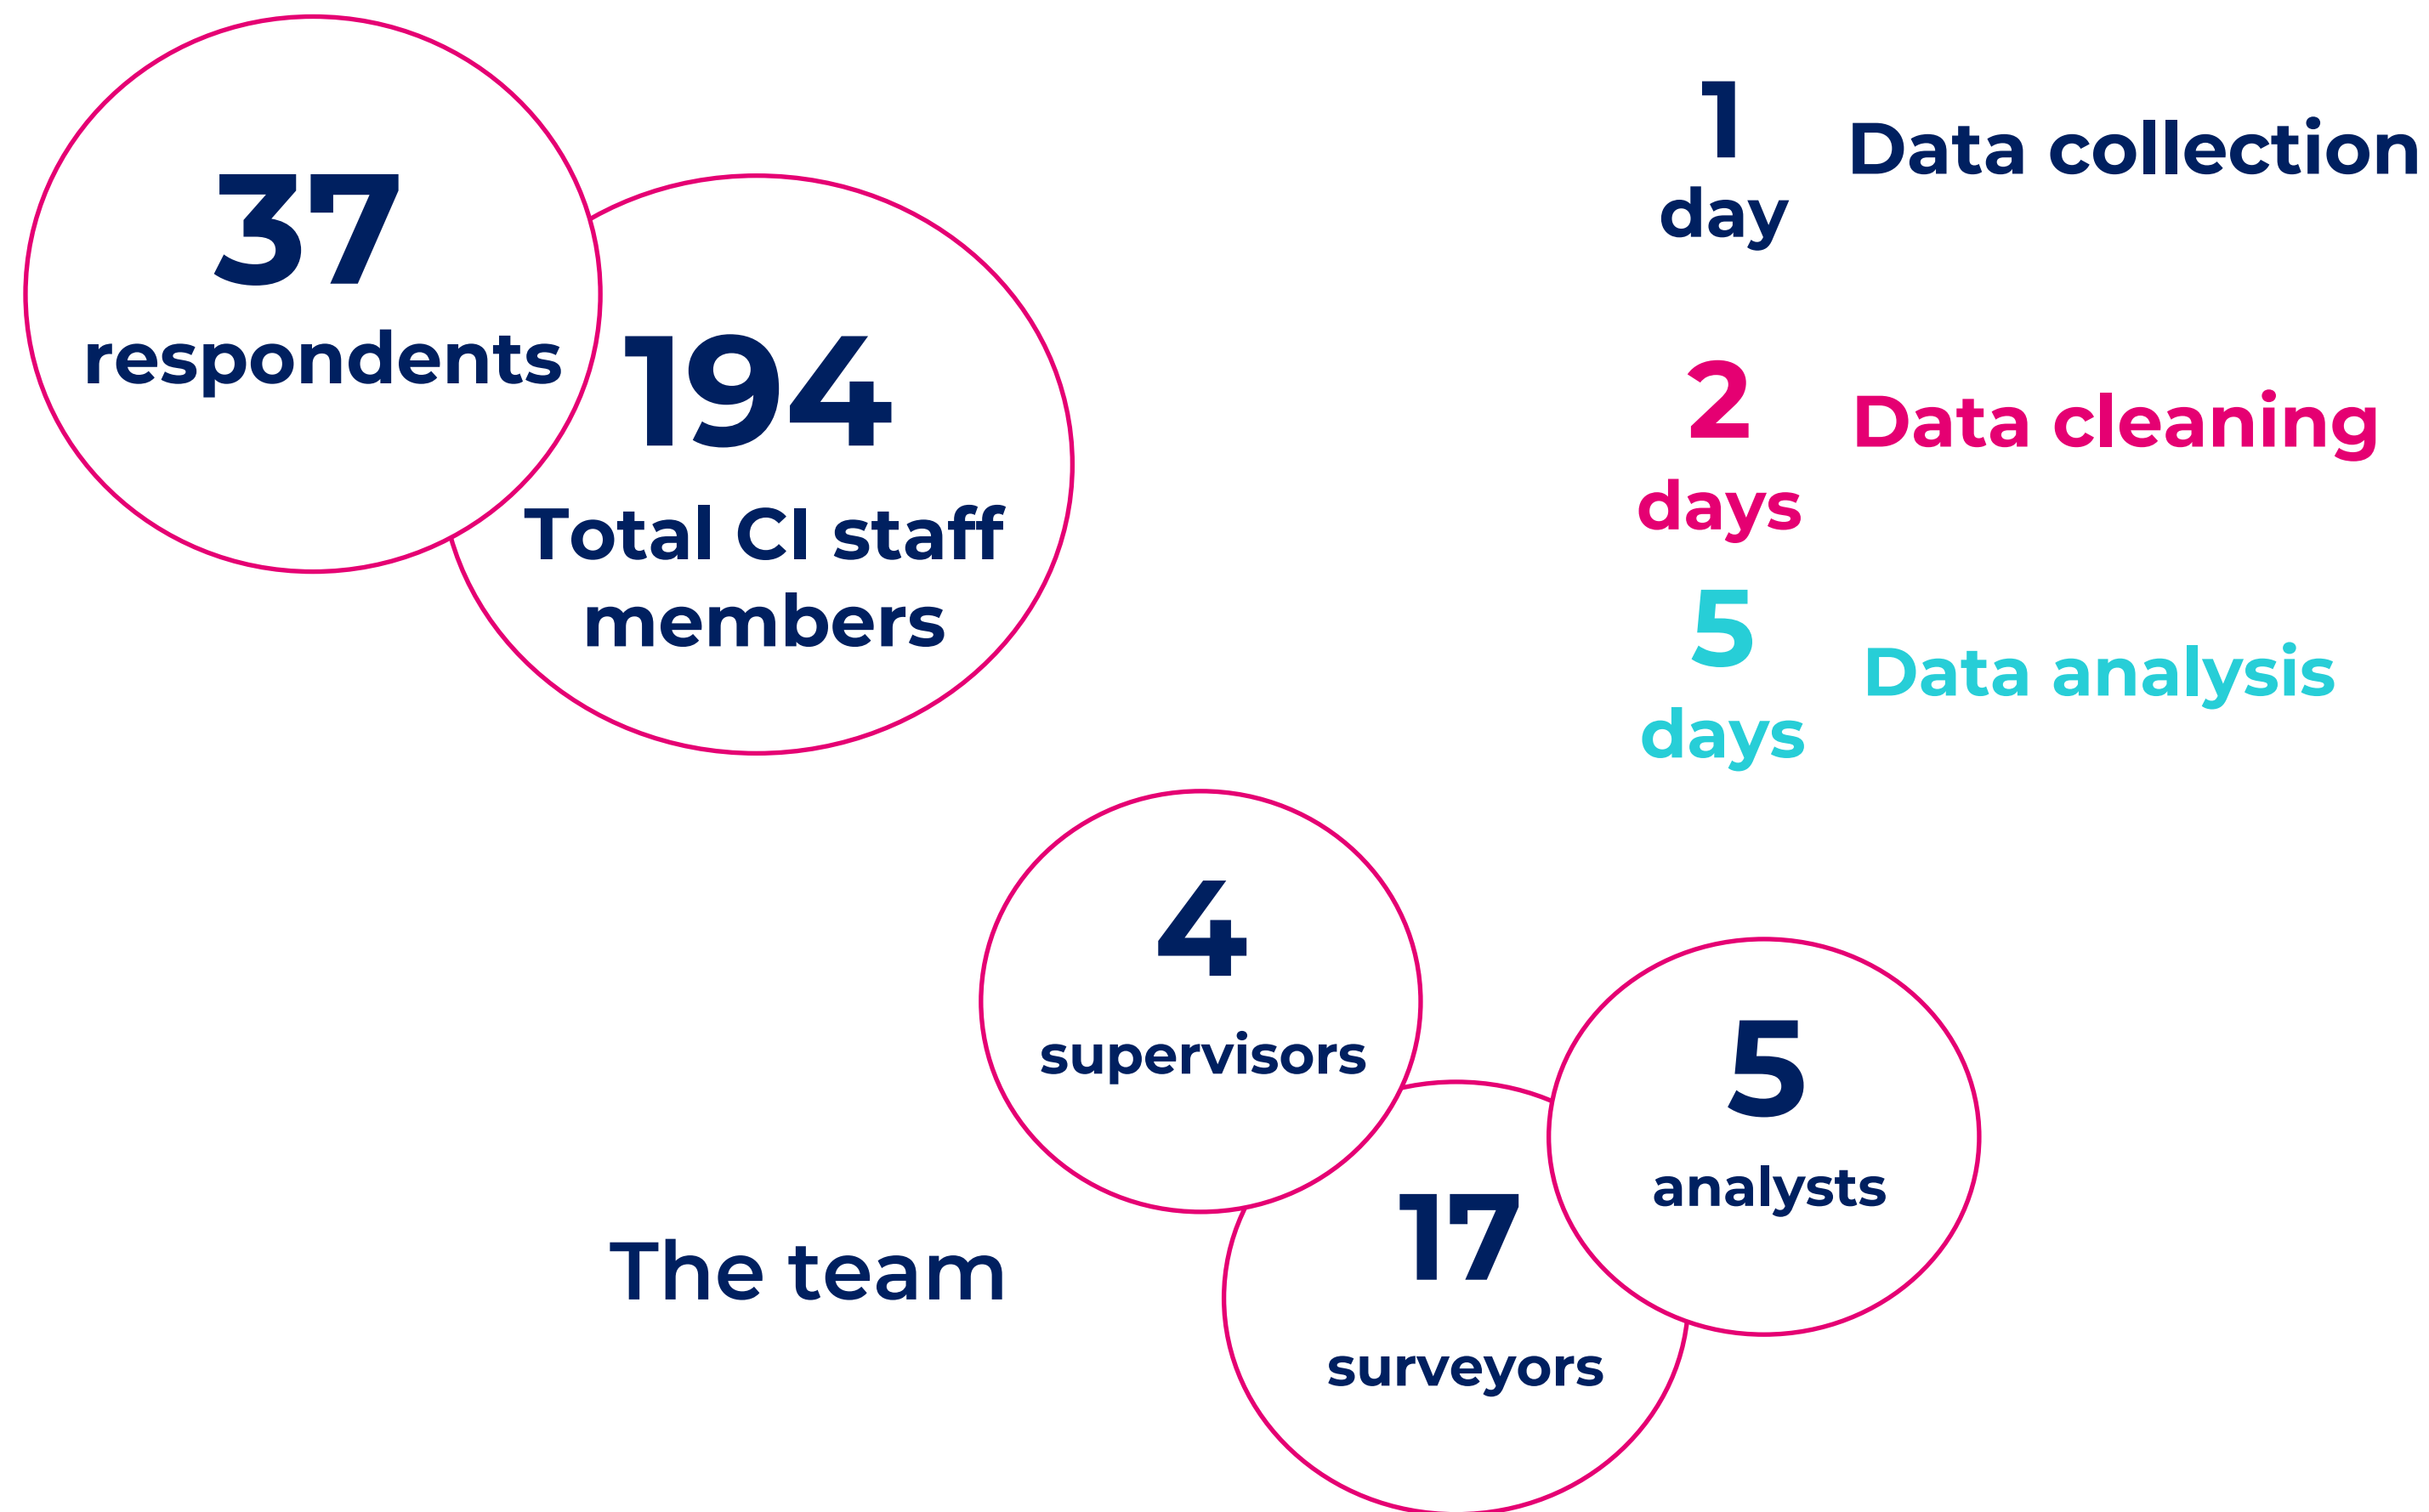 37
respondents
194
Total CI staff
members
1
day
Data collection
2
days
Data cleaning
5
days
Data analysis
The team
4
supervisors
17
surveyors
5
analysts